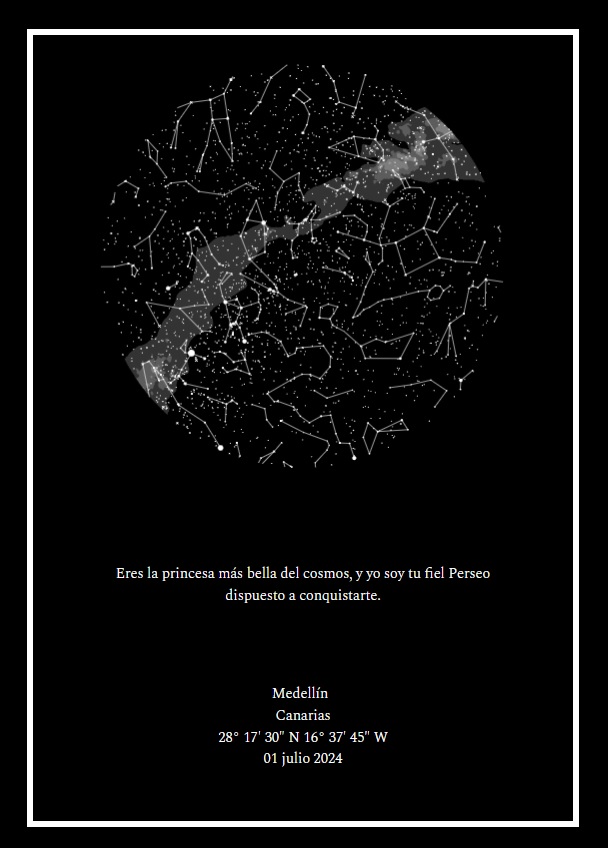 Eres la princesa más bella del cosmos, y yo soy tu fiel Perseo
dispuesto a conquistarte.
Medellín
Canarias
28° 17' 30" N 16° 37' 45" W
01 julio 2024